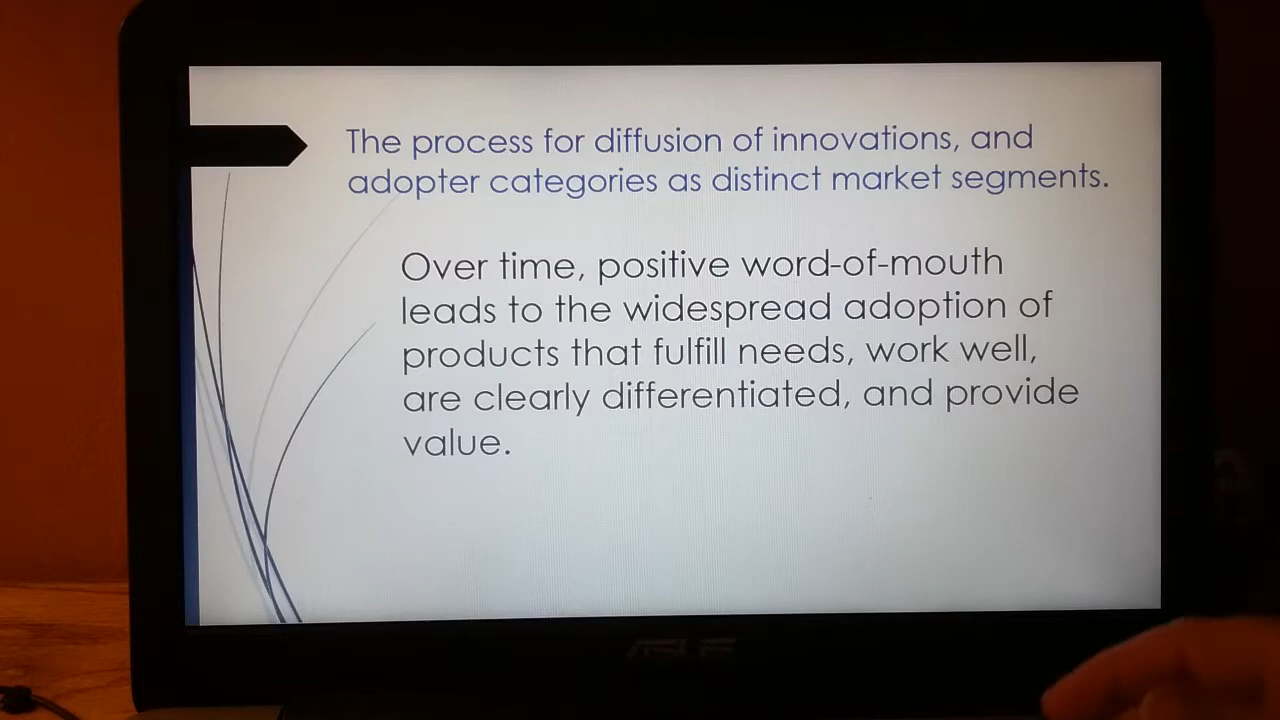 The process for diffusion of innovations, and
adopter categories as distinct market segments.
Over time, positive word-of-mouth
leads to the widespread adoption of
products that fulfill needs, work well,
are clearly differentiated, and provide
value.
ASUS